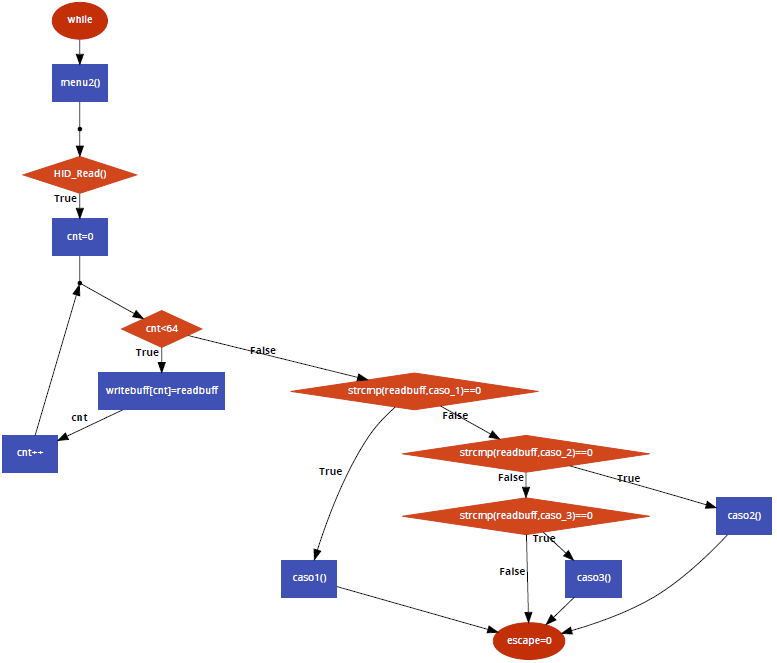 while
menu2()
HID_Read()
True
cnt=0
cnt<64
True
False
writebuff[cnt]=readbuff
cnt
cnt++
strcmp(readbuff,caso_1)==0
False
True
strcmp(readbuff,caso_2)==0
False
True
strcmp(readbuff,caso_3)==0
caso2()
True
False
caso1()
caso3()
escape=0